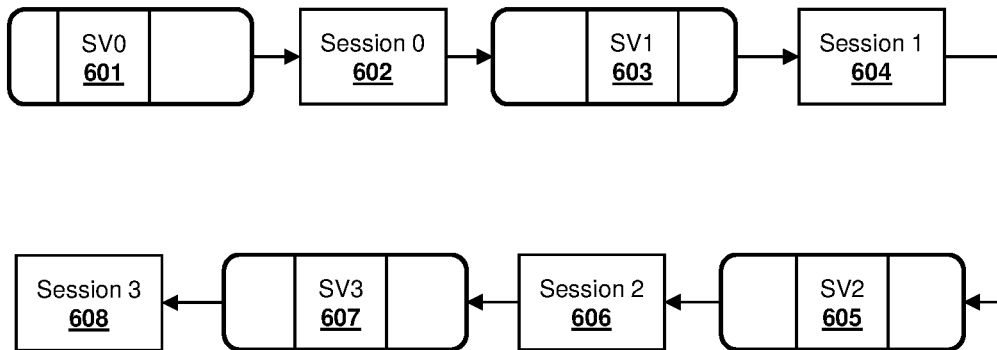 SV0
601
Session 0
602
SV1
603
Session 1
604
Session 3
608
SV3
607
Session 2
606
SV2
605